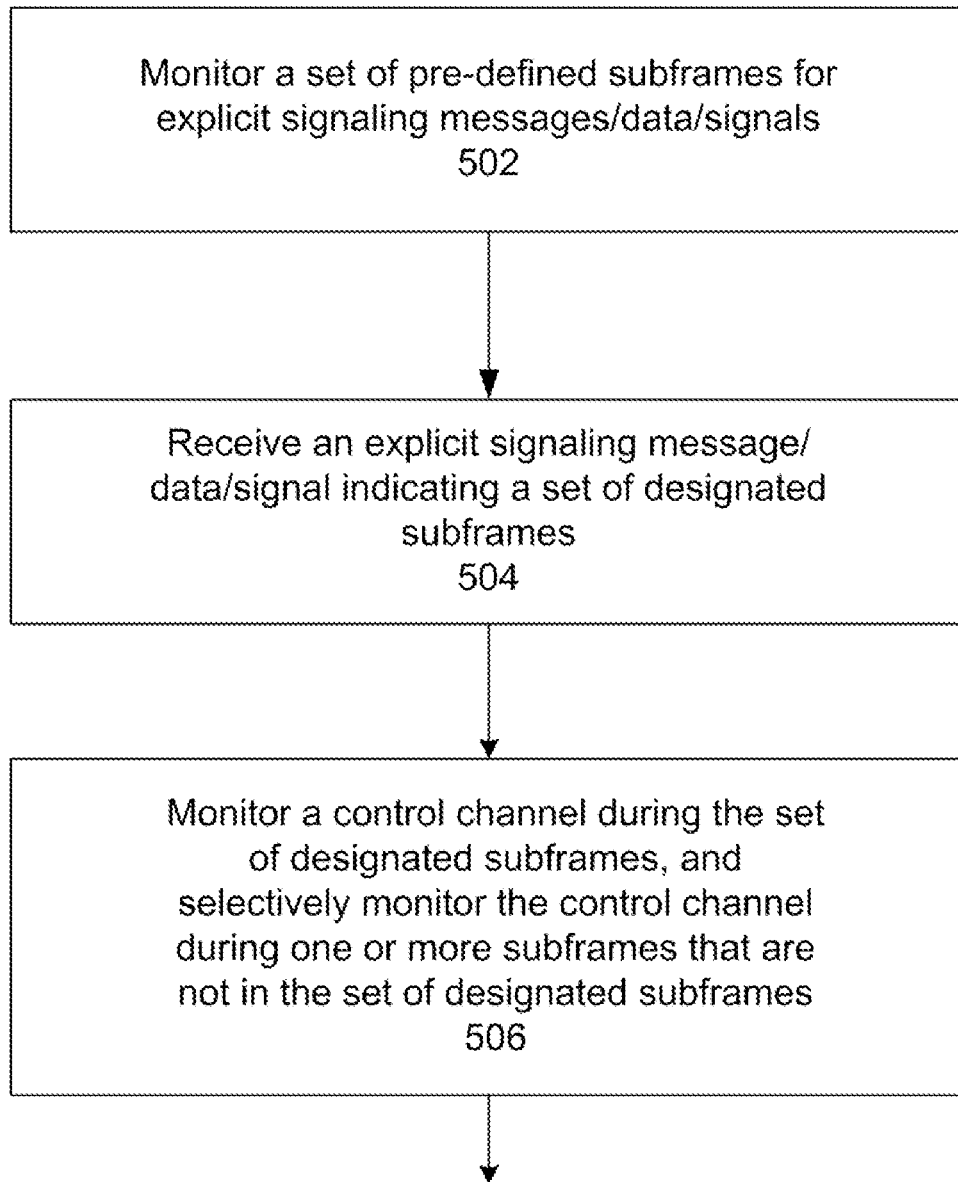 Monitor a set of pre-defined subframes for
explicit signaling messages/data/signals
502
Receive an explicit signaling message/
data/signal indicating a set of designated
subframes
504
Monitor a control channel during the set
of designated subframes, and
selectively monitor the control channel
during one or more subframes that are
not in the set of designated subframes
506